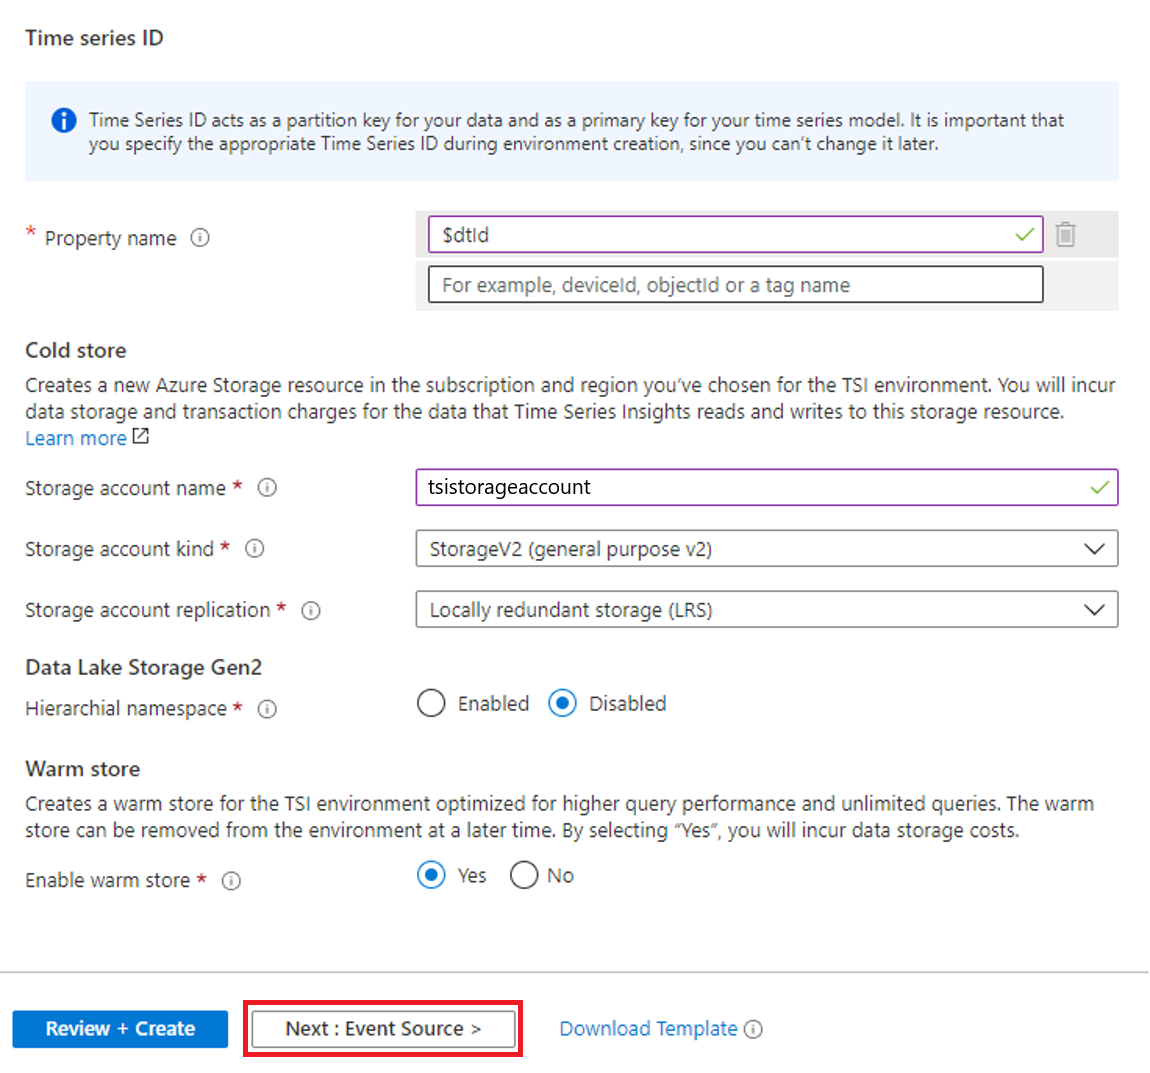 Time series ID
Time Series ID acts as a partition key for your data and as a primary key for your time series model. It is important that
you specify the appropriate Time Series ID during environment creation, since you can't change it later.
* Property name
$dtId
For example, deviceId, objectId or a tag name
Cold store
Creates a new Azure Storage resource in the subscription and region you've chosen for the TSI environment. You will incur
data storage and transaction charges for the data that Time Series Insights reads and writes to this storage resource.
Learn more
Storage account name *
tsistorageaccount
Storage account kind *
StorageV2 (general purpose v2)
Storage account replication *
Locally redundant storage (LRS)
Data Lake Storage Gen2
Hierarchial namespace *
Enabled Disabled
Warm store
Creates a warm store for the TSI environment optimized for higher query performance and unlimited queries. The warm
store can be removed from the environment at a later time. By selecting “Yes”, you will incur data storage costs.
Enable warm store *
Yes No
Review + Create
Next : Event Source >
Download Template